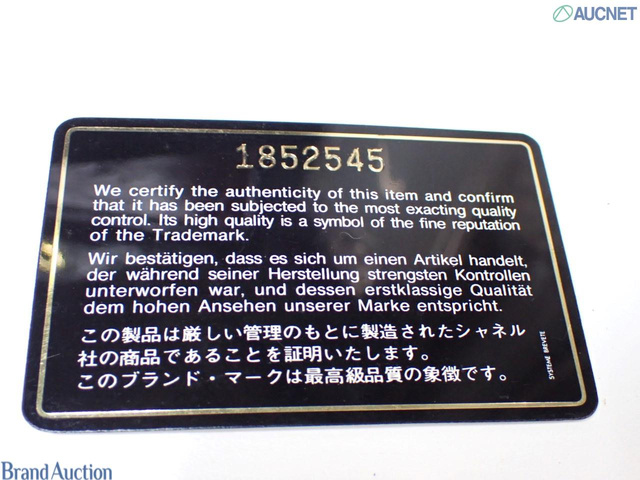 AUCNET
1852545
We certify the authenticity of this item and confirm
that it has been subjected to the most exacting quality
control. Its high quality is a symbol of the fine reputation
of the Trademark.
Wir bestätigen, dass es sich um einen Artikel handelt,
der während seiner Herstellung strengsten Kontrollen
unterworfen war, und dessen erstklassige Qualität
dem hohen Ansehen unserer Marke entspricht.
この製品は厳しい管理のもとに製造されたシャネル
社の商品であることを証明いたします。
このブランド・マークは最高級品質の象徴です。
SYSTEME BREVETE
Brand Auction